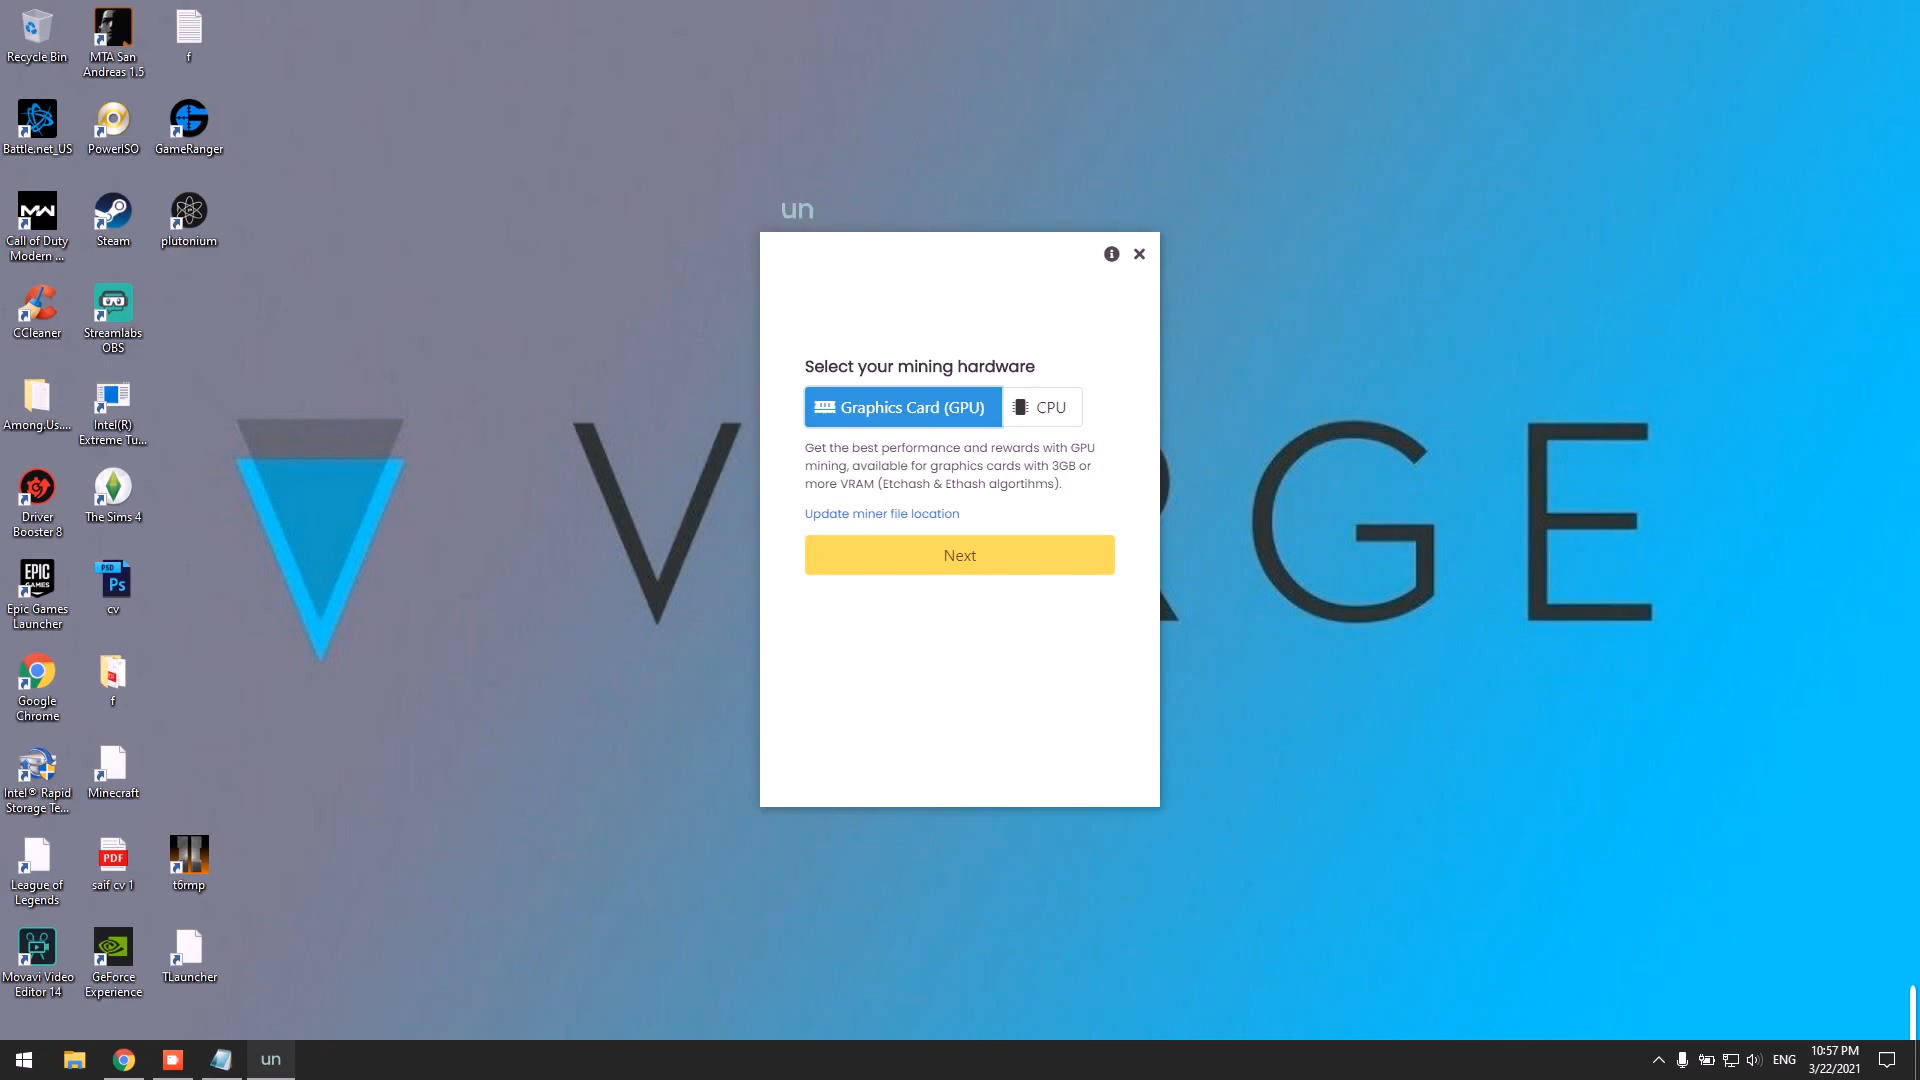 Recycle Bin
MTA San
Andreas 1.5
f
Battle.net_US
PowerISO
GameRanger
Call of Duty
Modern ...
Steam
plutonium
CCleaner
Streamlabs
OBS
Among.Us....
Intel(R)
Extreme Tu...
Driver
Booster 8
The Sims 4
EPIC
GAMES
Epic Games
Launcher
PSD
Ps
cv
Google
Chrome
f
Intel® Rapid
Storage Te...
Minecraft
League of
Legends
PDF
saif cv 1
t6rmp
Movavi Video
Editor 14
GeForce
Experience
TLauncher
un
Select your mining hardware
Graphics Card (GPU)
CPU
Get the best performance and rewards with GPU
mining, available for graphics cards with 3GB or
more VRAM (Etchash & Ethash algortihms).
Update miner file location
Next
V
GE
un
ENG
10:57 PM
3/22/2021